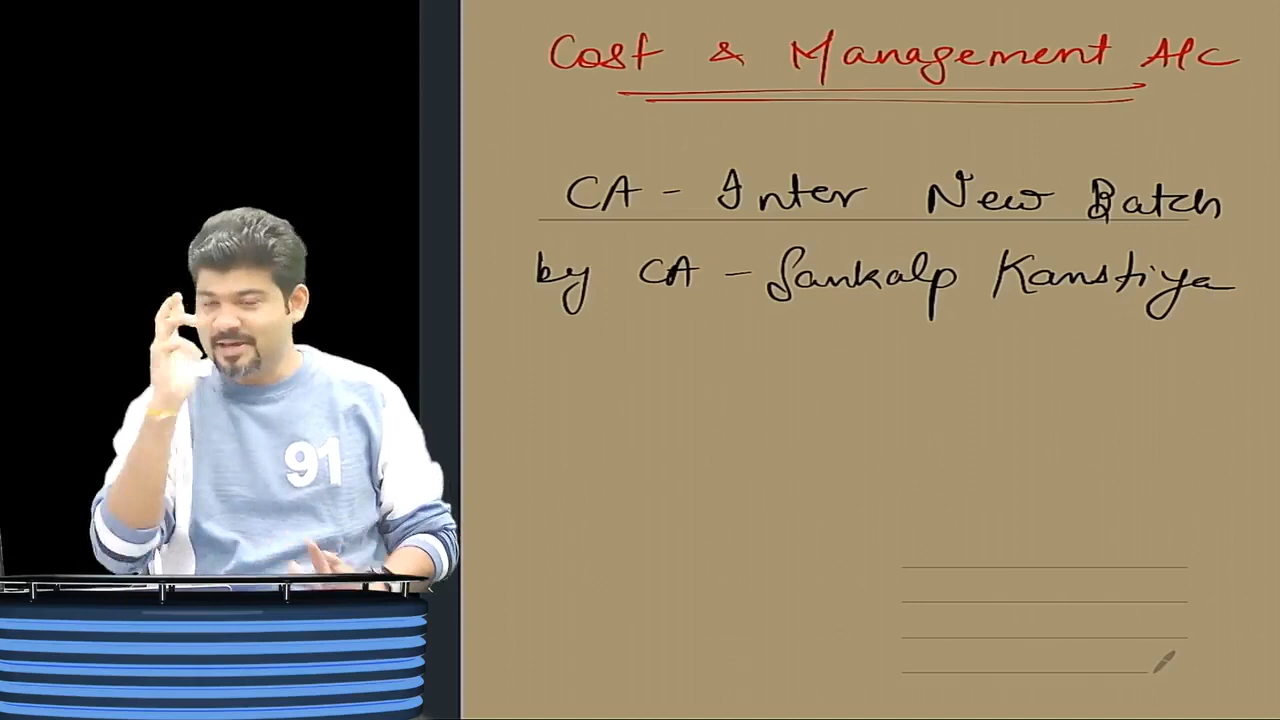 Cost & Management A/c
CA - Inter New Batch
by CA - Sankalp Kanstiya
91